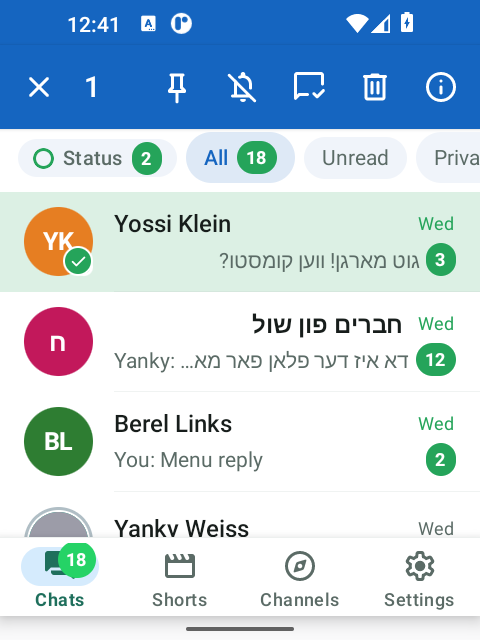 12:41
A
1
Status 2
All 18
Unread
Priva
YK
Yossi Klein
Wed
גוט מארגן! ווען קומסטו?
3
ח
חברים פון שול
Wed
Yanky: דא איז דער פלאן פאר מא...
12
BL
Berel Links
Wed
You: Menu reply
2
Yanky Weiss
Wed
18
Chats
Shorts
Channels
Settings